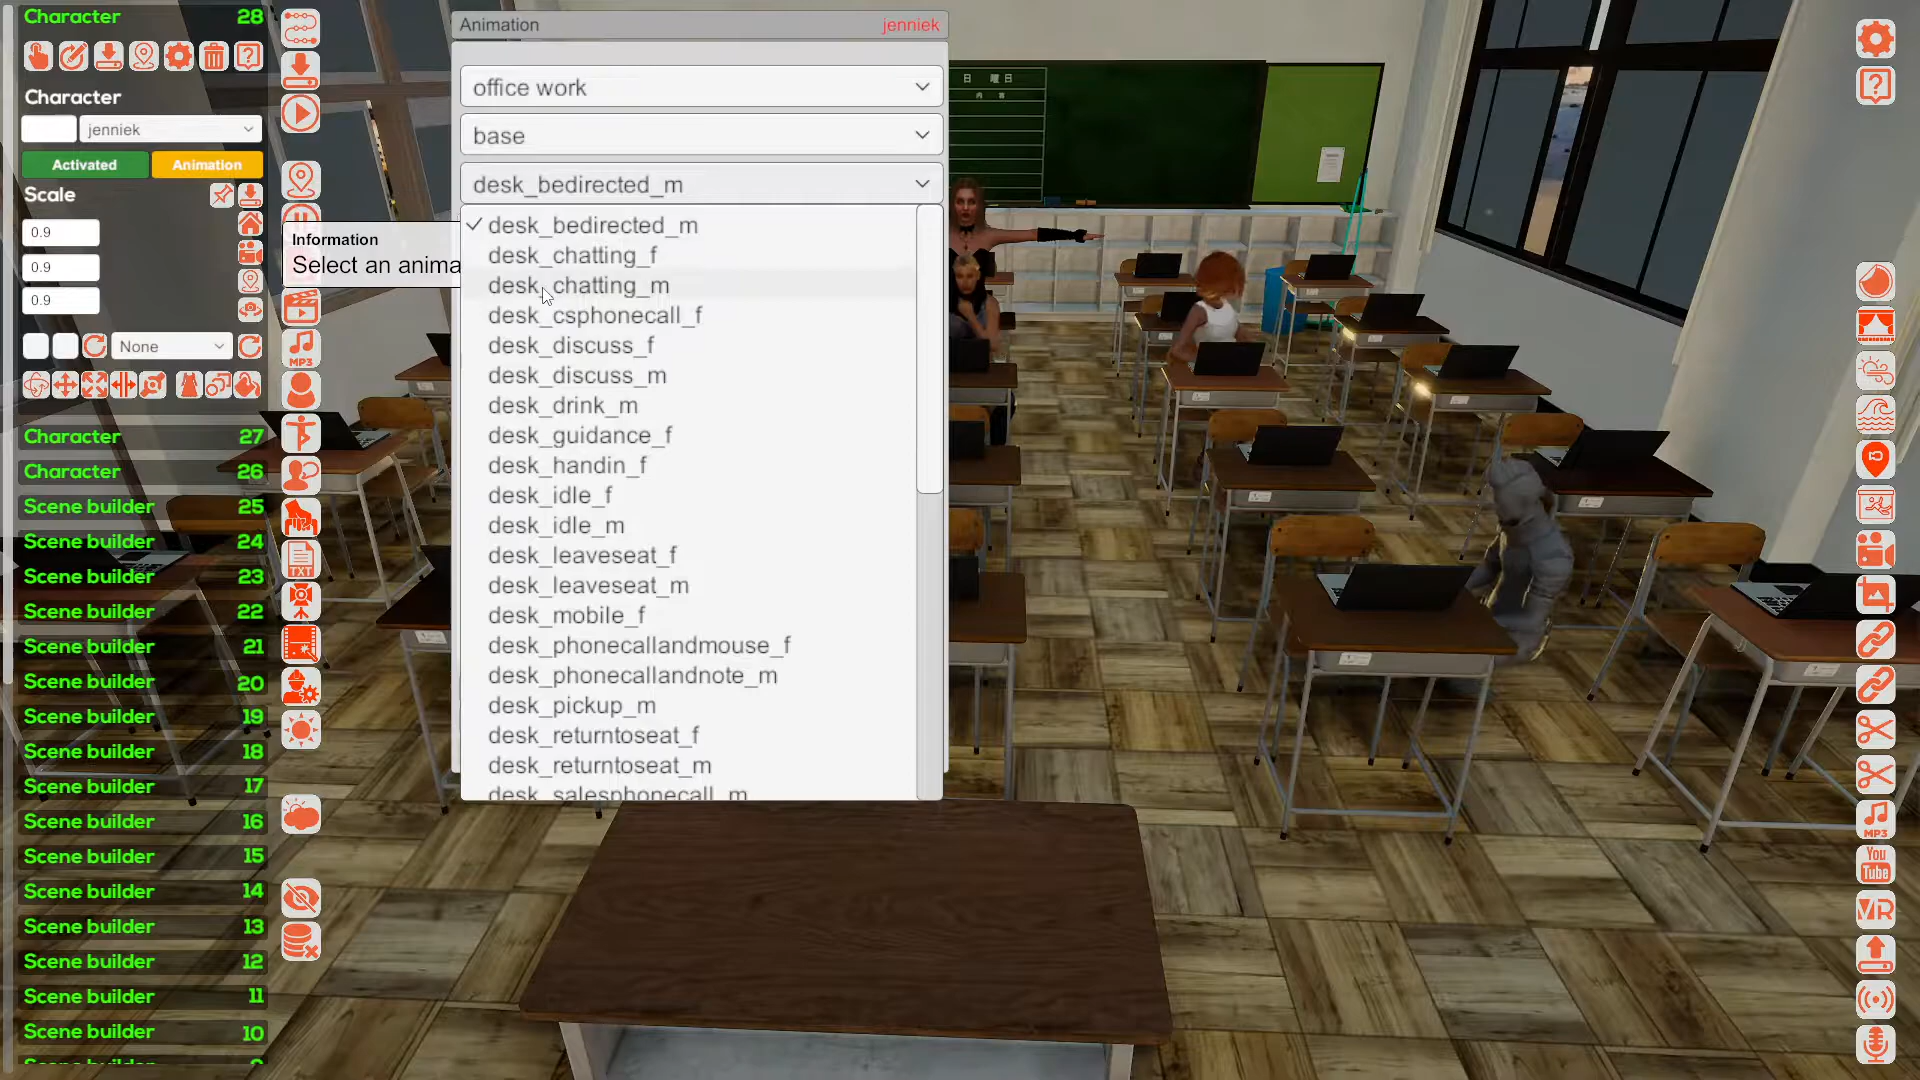 Character 28
Character
jenniek
Activated Animation
Scale
0.9
0.9
0.9
None
Character 27
Character 26
Scene builder 25
Scene builder 24
Scene builder 23
Scene builder 22
Scene builder 21
Scene builder 20
Scene builder 19
Scene builder 18
Scene builder 17
Scene builder 16
Scene builder 15
Scene builder 14
Scene builder 13
Scene builder 12
Scene builder 11
Scene builder 10
MP3
TXT
Information
Select an anima
Animation jenniek
office work
base
desk_bedirected_m
desk_bedirected_m
desk_chatting_f
desk_chatting_m
desk_csphonecall_f
desk_discuss_f
desk_discuss_m
desk_drink_m
desk_guidance_f
desk_handin_f
desk_idle_f
desk_idle_m
desk_leaveseat_f
desk_leaveseat_m
desk_mobile_f
desk_phonecallandmouse_f
desk_phonecallandnote_m
desk_pickup_m
desk_returntoseat_f
desk_returntoseat_m
desk_salesphonecall_m
日 曜日
MP3
You
Tube
VR